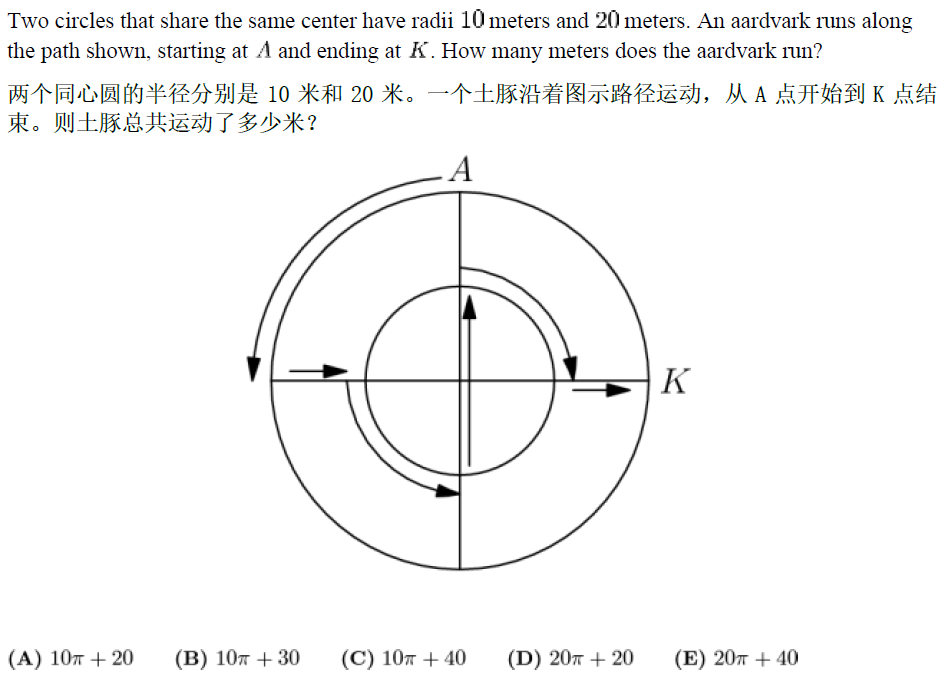 Two circles that share the same center have radii 10 meters and 20 meters. An aardvark runs along
the path shown, starting at A and ending at K. How many meters does the aardvark run?
两个同心圆的半径分别是 10 米和 20 米。一个土豚沿着图示路径运动，从 A 点开始到 K 点结
束。则土豚总共运动了多少米？
A
K
(A) 10π + 20 (B) 10π + 30 (C) 10π + 40 (D) 20π + 20 (E) 20π + 40